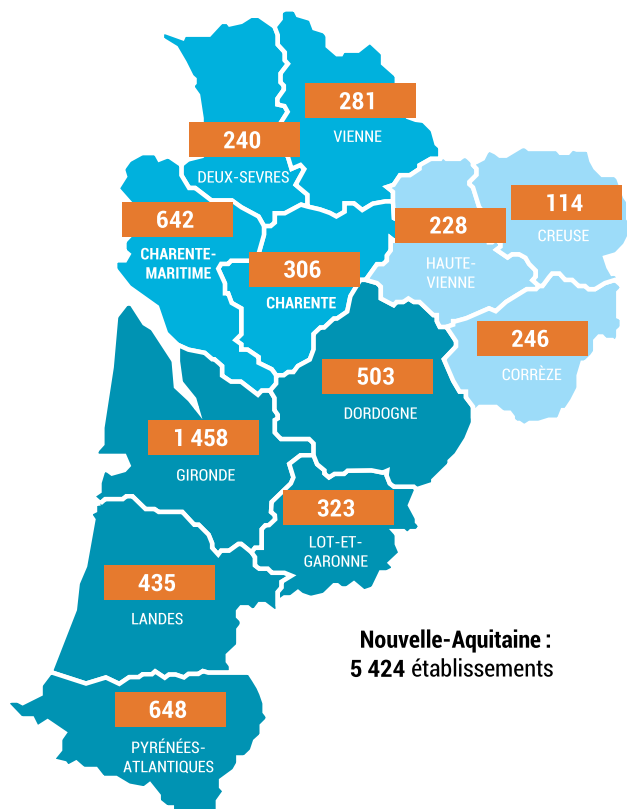 281
VIENNE
240
DEUX-SEVRES
642
CHARENTE-
MARITIME
306
CHARENTE
228
HAUTE-
VIENNE
114
CREUSE
246
CORRÈZE
503
DORDOGNE
1 458
GIRONDE
323
LOT-ET-
GARONNE
435
LANDES
Nouvelle-Aquitaine :
5 424 établissements
648
PYRÉNÉES-
ATLANTIQUES